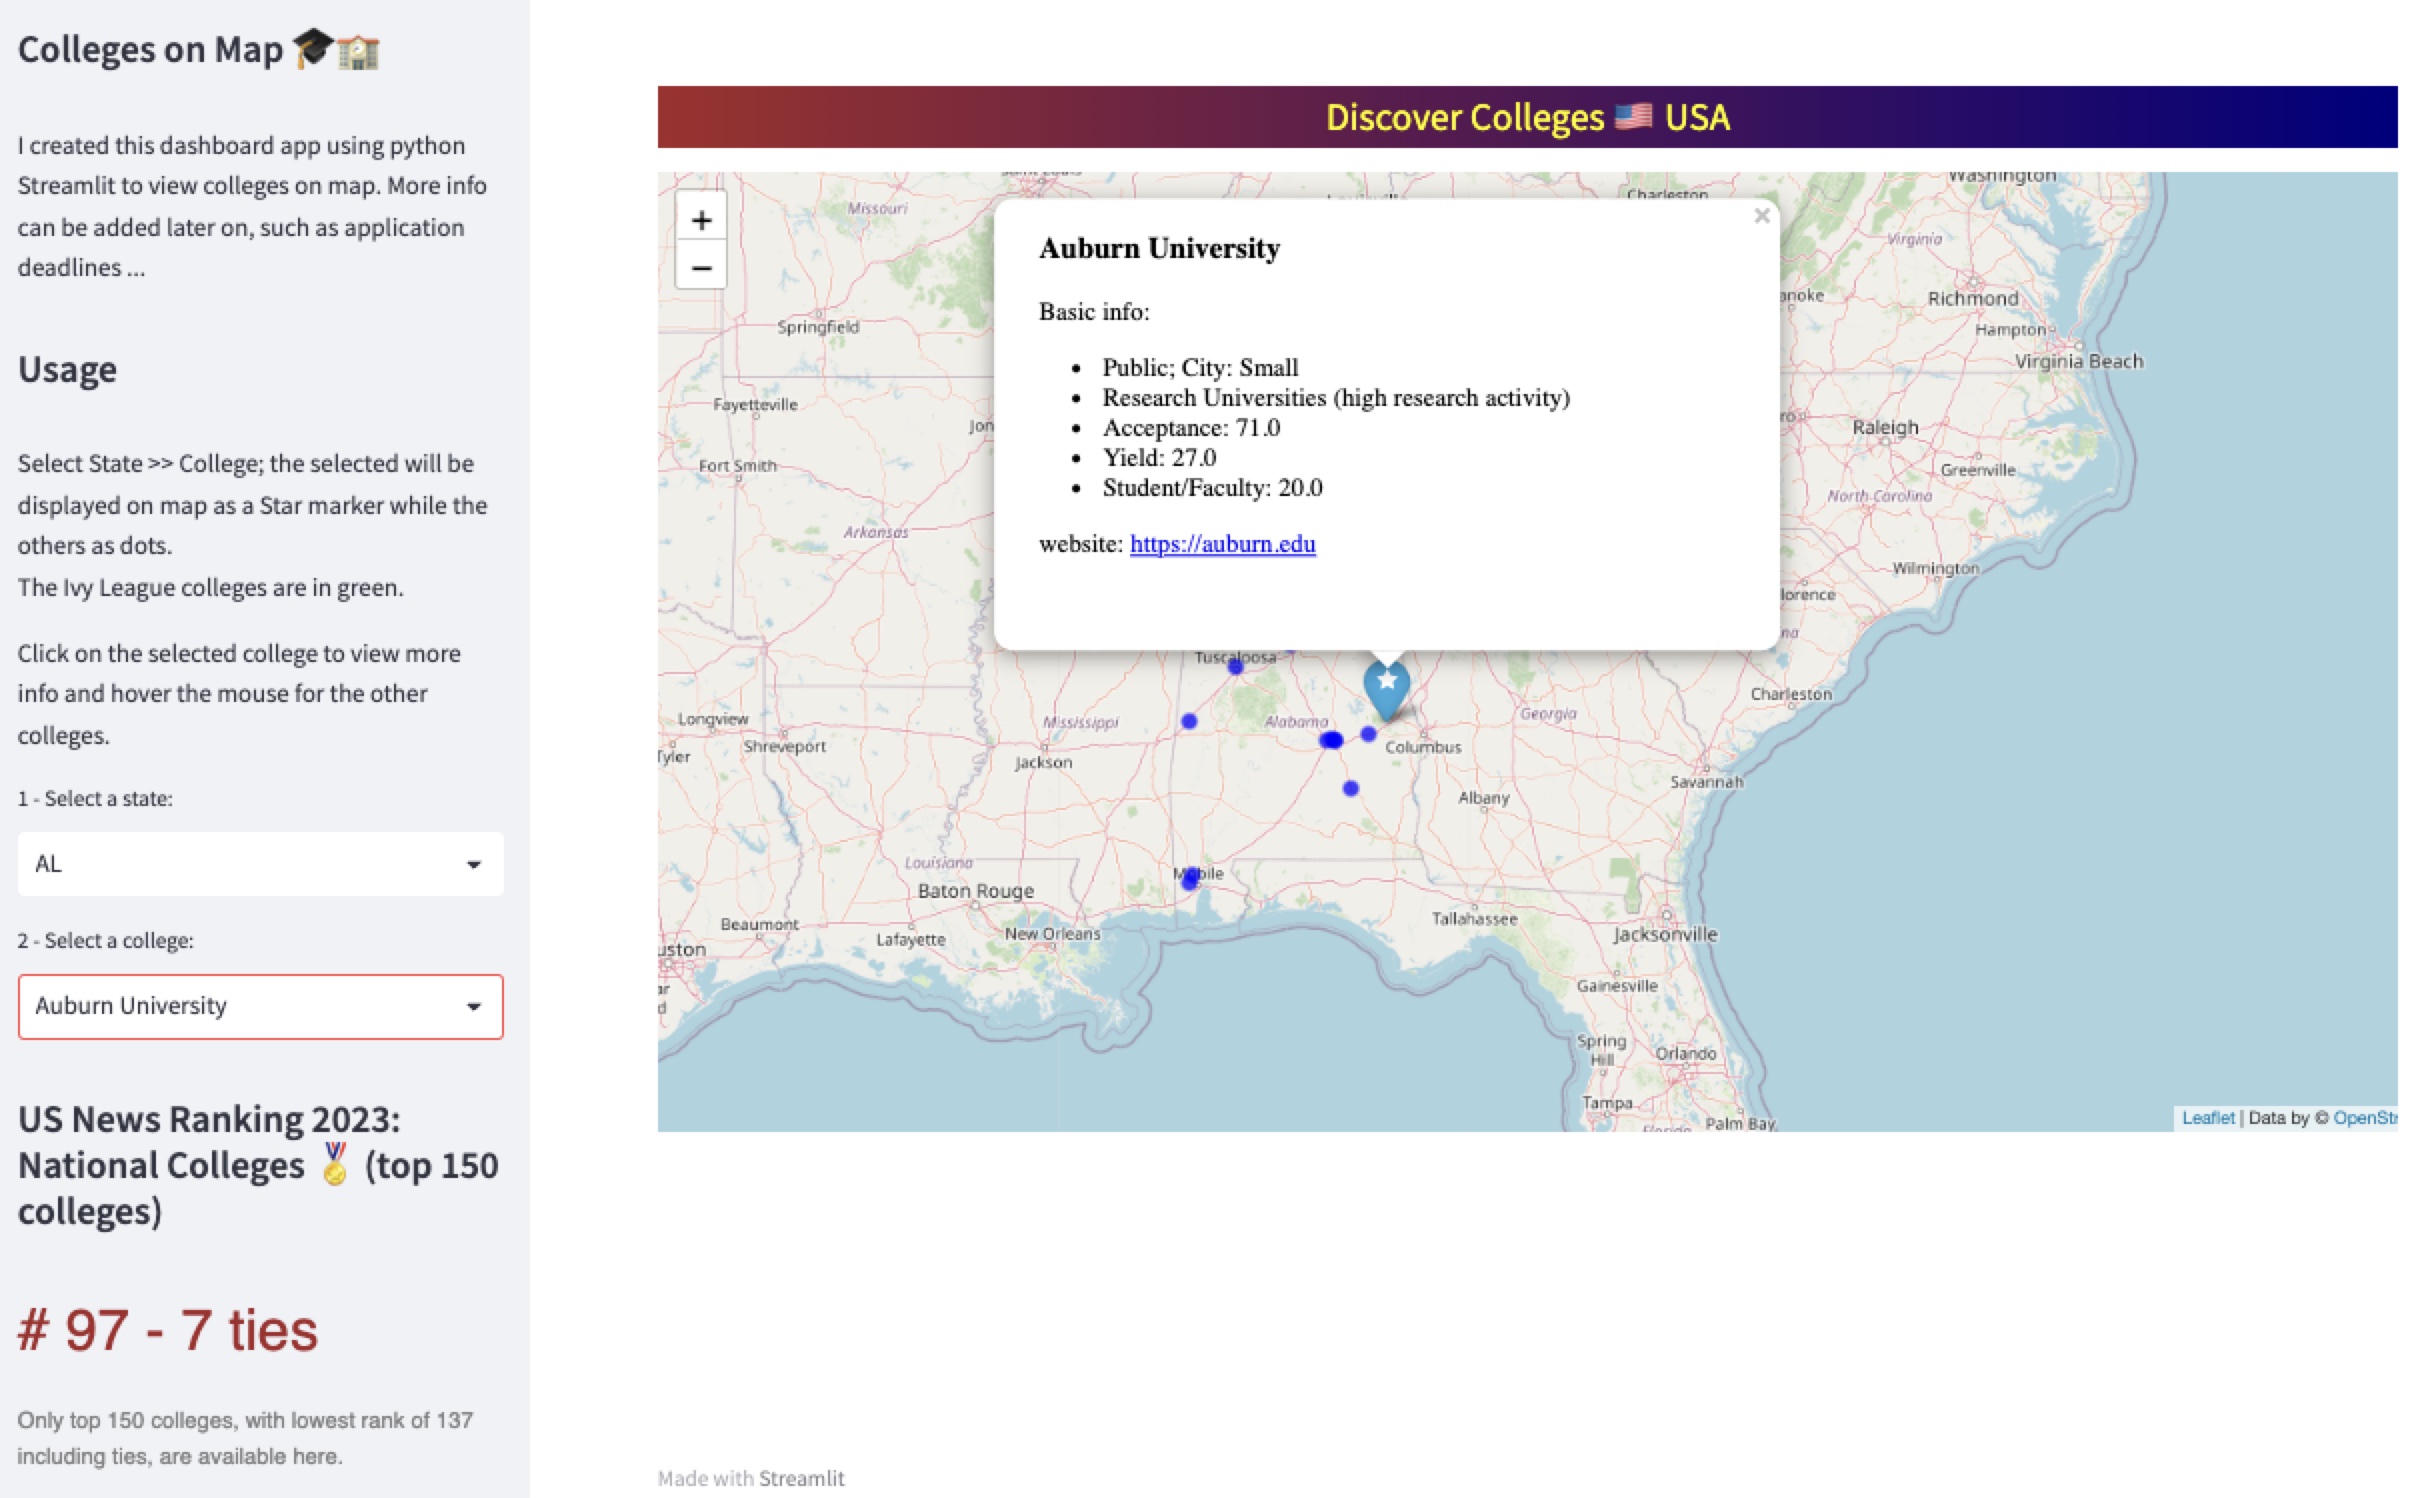 Colleges on Map 🎓🏫
I created this dashboard app using python
Streamlit to view colleges on map. More info
can be added later on, such as application
deadlines ...
Usage
Select State >> College; the selected will be
displayed on map as a Star marker while the
others as dots.
The Ivy League colleges are in green.
Click on the selected college to view more
info and hover the mouse for the other
colleges.
1 - Select a state:
AL
2 - Select a college:
Auburn University
US News Ranking 2023:
National Colleges 🏅 (top 150
colleges)
# 97 - 7 ties
Only top 150 colleges, with lowest rank of 137
including ties, are available here.
Discover Colleges 🇺🇸 USA
+
−
Auburn University
Basic info:
• Public; City: Small
• Research Universities (high research activity)
• Acceptance: 71.0
• Yield: 27.0
• Student/Faculty: 20.0
website: https://auburn.edu
×
Washington
Missouri
Charleston
Virginia
Richmond
Springfield
Hampton
Virginia Beach
Fayetteville
Jon
Raleigh
Fort Smith
Greenville
North Carolina
Arkansas
Wilmington
lorence
Tuscaloosa
Charleston
Longview
Mississippi
Alabama
Georgia
Tyler
Shreveport
Columbus
Jackson
Savannah
Albany
Louisiana
Mobile
Baton Rouge
Beaumont
Lafayette
New Orleans
Tallahassee
Jacksonville
uston
Gainesville
Spring
Hill
Orlando
Tampa
Palm Bay
Leaflet | Data by © OpenStr
Made with Streamlit